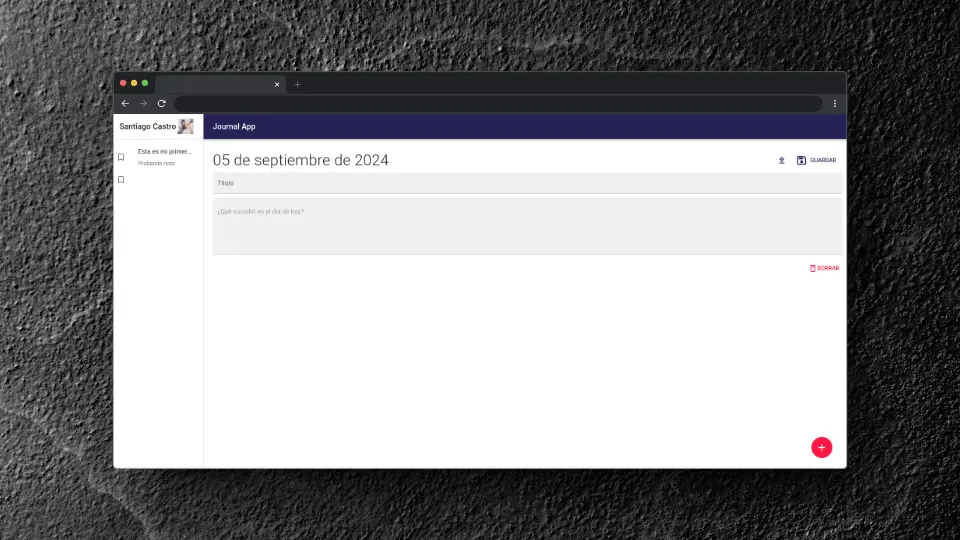 Santiago Castro
Journal App
Esta es mi primer...
Probando nota
05 de septiembre de 2024
GUARDAR
Título
¿Qué sucedió en el día de hoy?
BORRAR